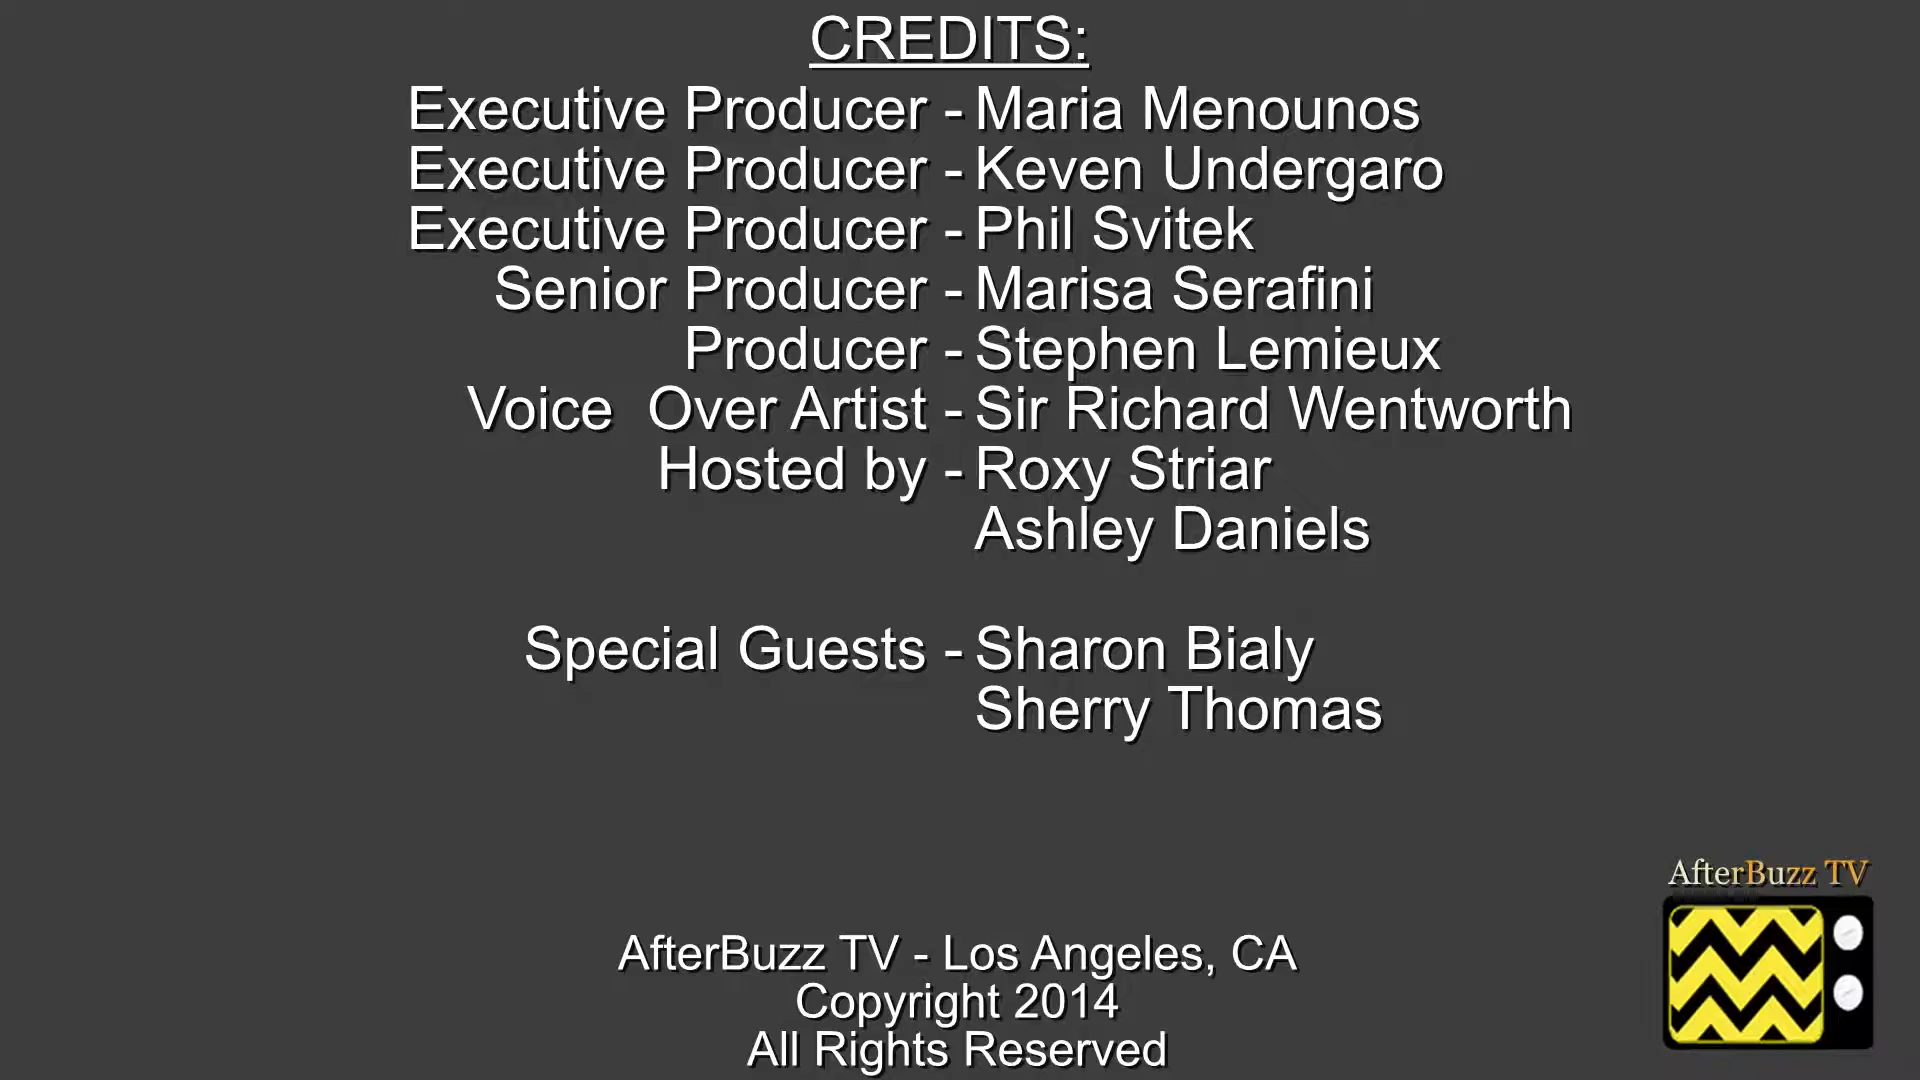 CREDITS:
Executive Producer - Maria Menounos
Executive Producer - Keven Undergaro
Executive Producer - Phil Svitek
Senior Producer - Marisa Serafini
Producer - Stephen Lemieux
Voice  Over Artist - Sir Richard Wentworth
Hosted by - Roxy Striar
Ashley Daniels
Special Guests - Sharon Bialy
Sherry Thomas
AfterBuzz TV
AfterBuzz TV - Los Angeles, CA
Copyright 2014
All Rights Reserved